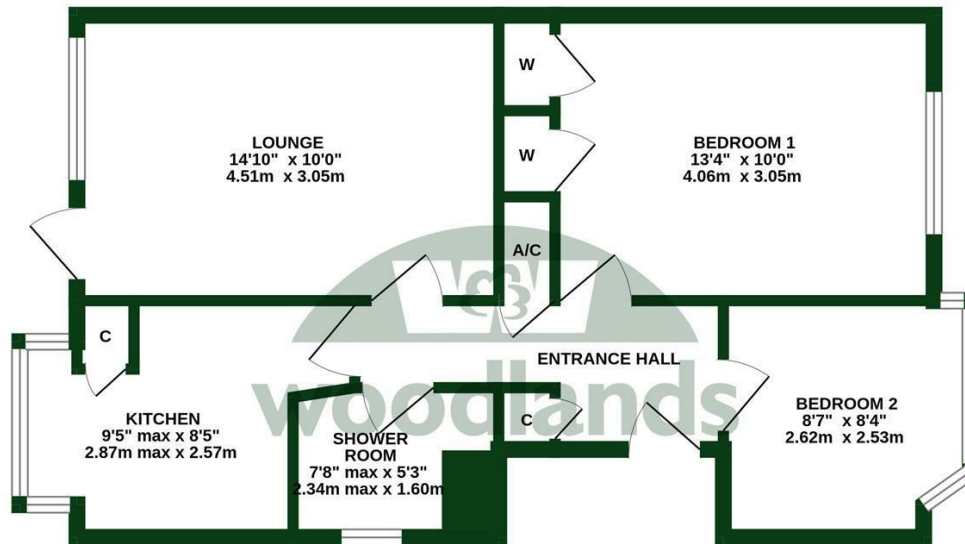 LOUNGE
14'10" x 10'0"
4.51m x 3.05m
W
W
BEDROOM 1
13'4" x 10'0"
4.06m x 3.05m
A/C
C
ENTRANCE HALL
woodlands
KITCHEN
9'5" max x 8'5"
2.87m max x 2.57m
SHOWER
ROOM
7'8" max x 5'3"
2.34m max x 1.60m
C
BEDROOM 2
8'7" x 8'4"
2.62m x 2.53m